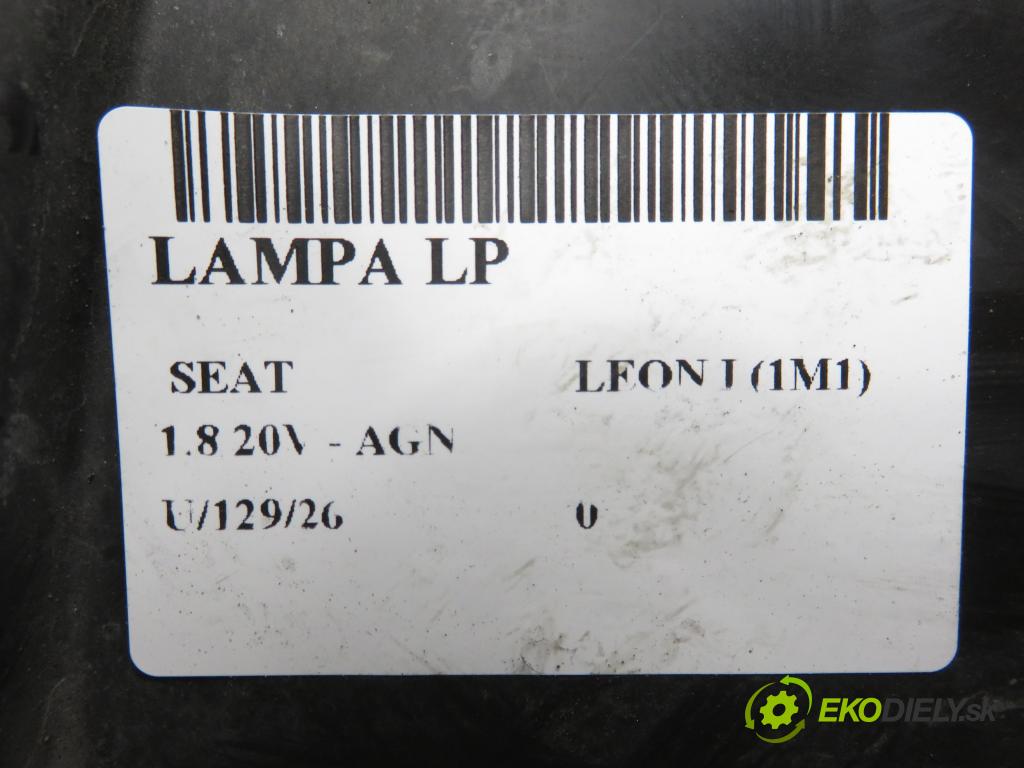 LAMPA LP
SEAT LEON I (1M1)
1.8 20V - AGN
U/129/26 0
EKODIELY.sk